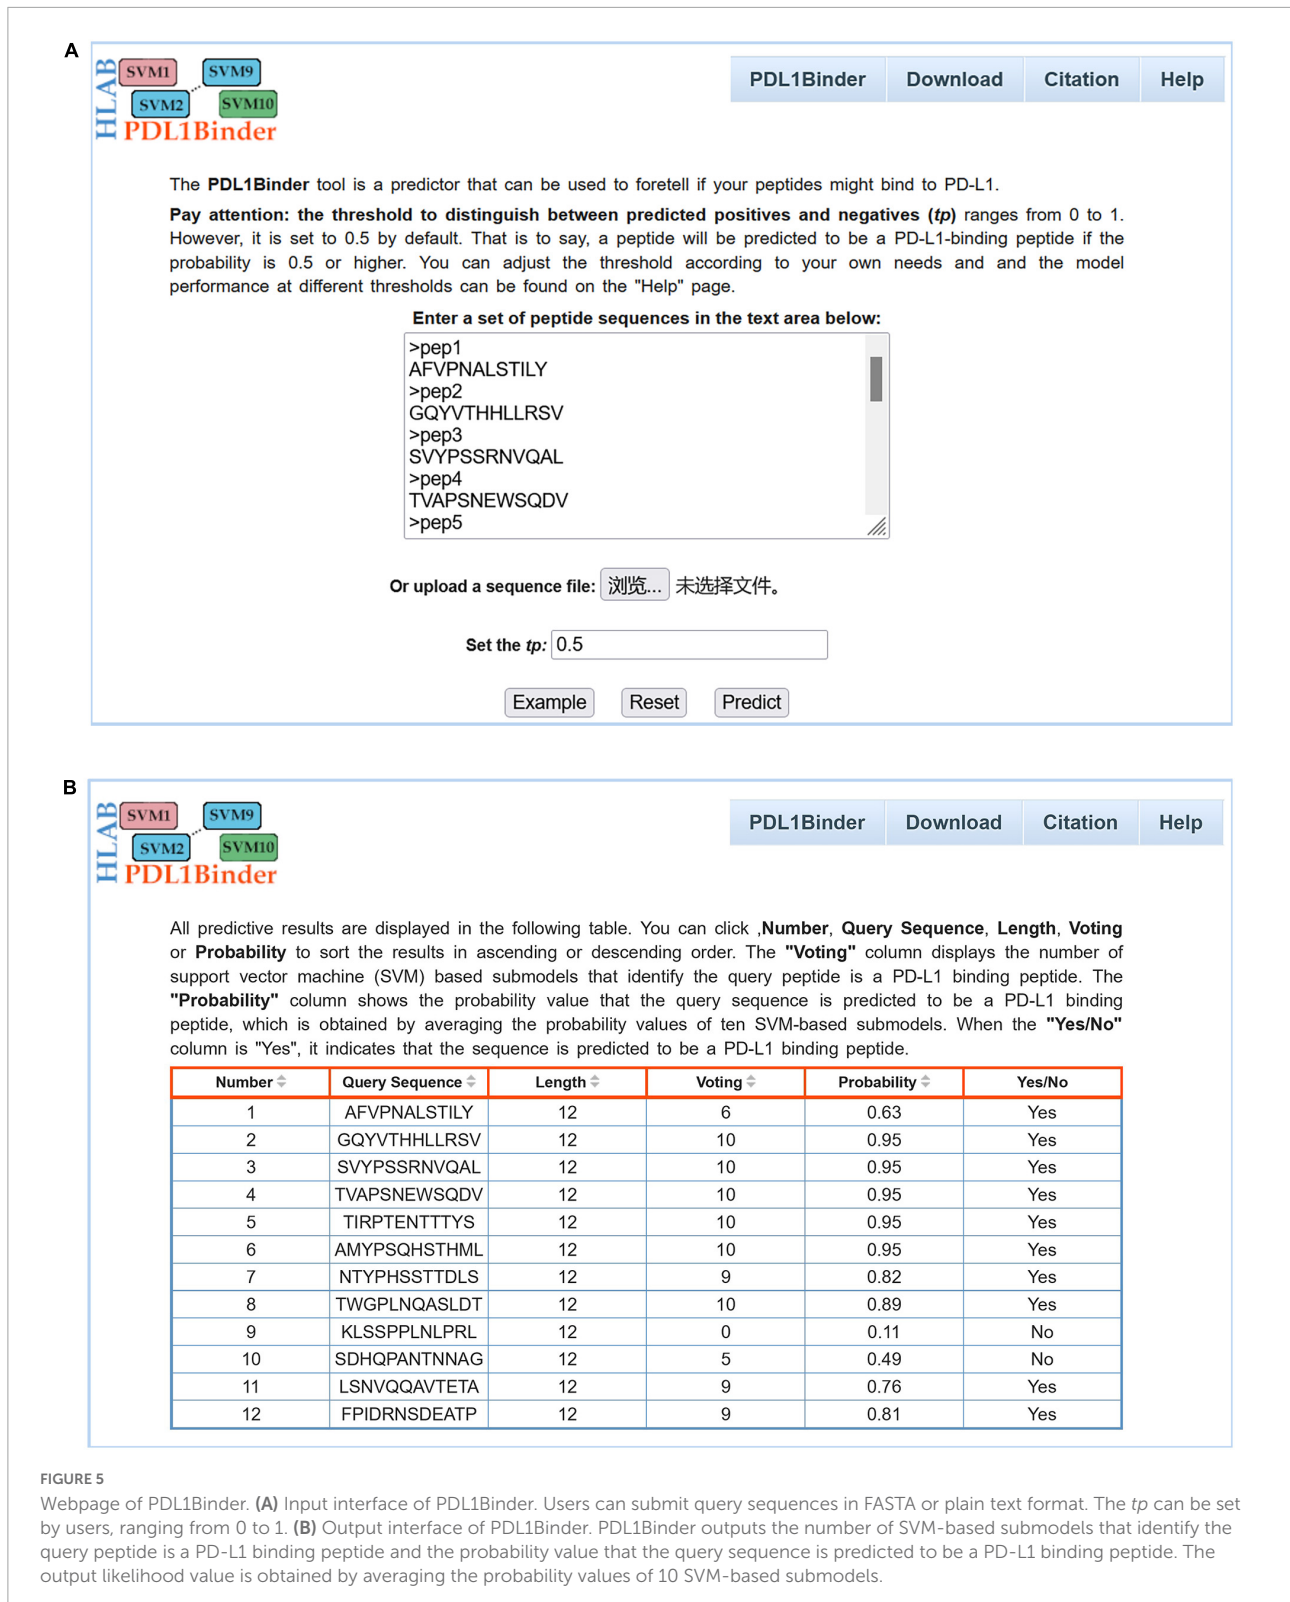 A
HLAB
SVM1
SVM9
SVM2
SVM10
PDL1Binder
PDL1Binder Download Citation Help
The PDL1Binder tool is a predictor that can be used to foretell if your peptides might bind to PD-L1.
Pay attention: the threshold to distinguish between predicted positives and negatives (tp) ranges from 0 to 1.
However, it is set to 0.5 by default. That is to say, a peptide will be predicted to be a PD-L1-binding peptide if the
probability is 0.5 or higher. You can adjust the threshold according to your own needs and and the model
performance at different thresholds can be found on the "Help" page.
Enter a set of peptide sequences in the text area below:
>pep1
AFVPNALSTILY
>pep2
GQYVTHHLLRSV
>pep3
SVYPSSRNVQAL
>pep4
TVAPSNEWSQDV
>pep5
Or upload a sequence file: 浏览... 未选择文件。
Set the tp: 0.5
Example Reset Predict
B
HLAB
SVM1
SVM9
SVM2
SVM10
PDL1Binder
PDL1Binder Download Citation Help
All predictive results are displayed in the following table. You can click ,Number, Query Sequence, Length, Voting
or Probability to sort the results in ascending or descending order. The "Voting" column displays the number of
support vector machine (SVM) based submodels that identify the query peptide is a PD-L1 binding peptide. The
"Probability" column shows the probability value that the query sequence is predicted to be a PD-L1 binding
peptide, which is obtained by averaging the probability values of ten SVM-based submodels. When the "Yes/No"
column is "Yes", it indicates that the sequence is predicted to be a PD-L1 binding peptide.
Number Query Sequence Length Voting Probability Yes/No
1 AFVPNALSTILY 12 6 0.63 Yes
2 GQYVTHHLLRSV 12 10 0.95 Yes
3 SVYPSSRNVQAL 12 10 0.95 Yes
4 TVAPSNEWSQDV 12 10 0.95 Yes
5 TIRPTENTTTYS 12 10 0.95 Yes
6 AMYPSQHSTHML 12 10 0.95 Yes
7 NTYPHSSTTDLS 12 9 0.82 Yes
8 TWGPLNQASLDT 12 10 0.89 Yes
9 KLSSPPLNLPRL 12 0 0.11 No
10 SDHQPANTNNAG 12 5 0.49 No
11 LSNVQQAVTETA 12 9 0.76 Yes
12 FPIDRNSDEATP 12 9 0.81 Yes
FIGURE 5
Webpage of PDL1Binder. (A) Input interface of PDL1Binder. Users can submit query sequences in FASTA or plain text format. The tp can be set
by users, ranging from 0 to 1. (B) Output interface of PDL1Binder. PDL1Binder outputs the number of SVM-based submodels that identify the
query peptide is a PD-L1 binding peptide and the probability value that the query sequence is predicted to be a PD-L1 binding peptide. The
output likelihood value is obtained by averaging the probability values of 10 SVM-based submodels.